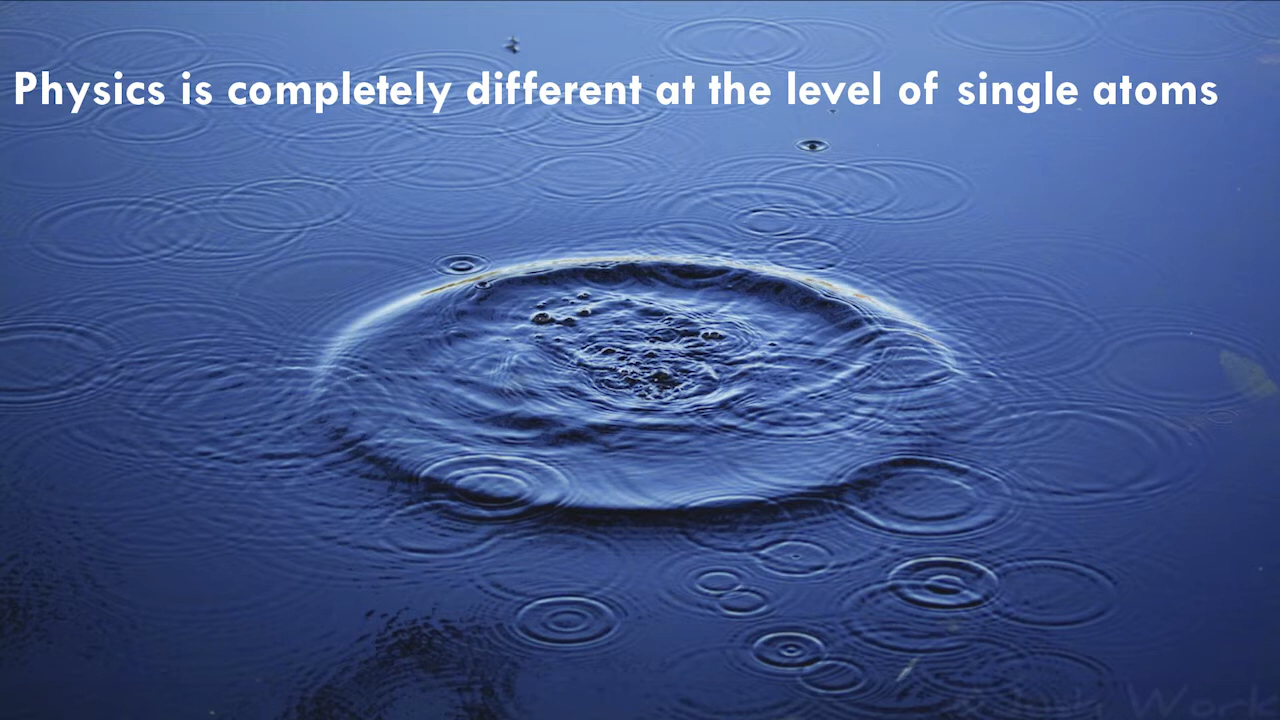 Physics is completely different at the level of single atoms